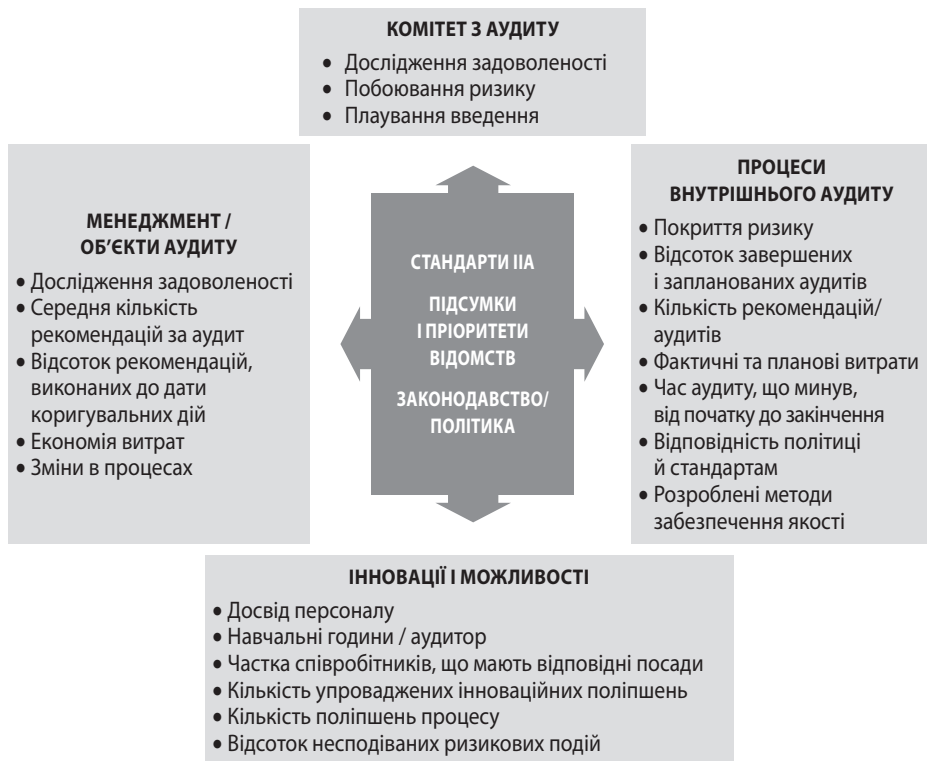 КОМІТЕТ З АУДИТУ
• Дослідження задоволеності
• Побоювання ризику
• Плаування введення
МЕНЕДЖМЕНТ /
ОБ’ЄКТИ АУДИТУ
• Дослідження задоволеності
• Середня кількість
рекомендацій за аудит
• Відсоток рекомендацій,
виконаних до дати
коригувальних дій
• Економія витрат
• Зміни в процесах
СТАНДАРТИ ІІА
ПІДСУМКИ
І ПРІОРИТЕТИ
ВІДОМСТВ
ЗАКОНОДАВСТВО/
ПОЛІТИКА
ПРОЦЕСИ
ВНУТРІШНЬОГО АУДИТУ
• Покриття ризику
• Відсоток завершених
і запланованих аудитів
• Кількість рекомендацій/
аудитів
• Фактичні та планові витрати
• Час аудиту, що минув,
від початку до закінчення
• Відповідність політиці
й стандартам
• Розроблені методи
забезпечення якості
ІННОВАЦІЇ І МОЖЛИВОСТІ
• Досвід персоналу
• Навчальні години / аудитор
• Частка співробітників, що мають відповідні посади
• Кількість упроваджених інноваційних поліпшень
• Кількість поліпшень процесу
• Відсоток несподіваних ризикових подій